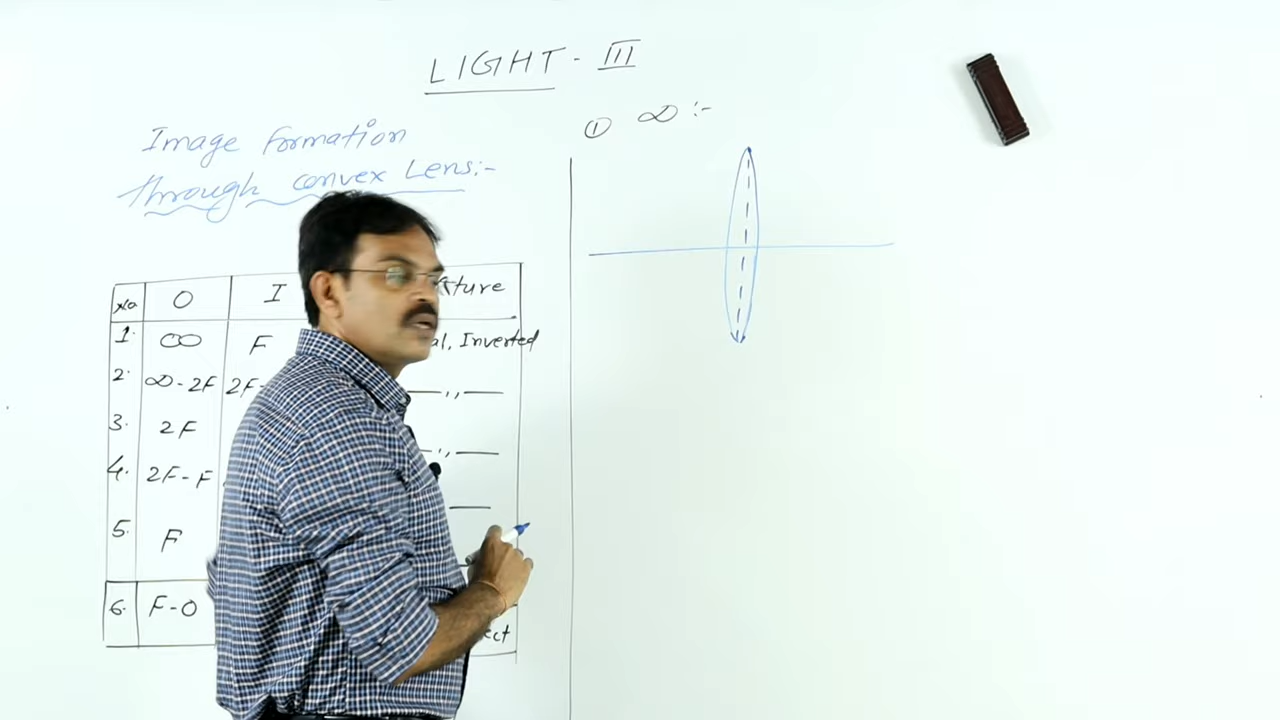 LIGHT - III
Image formation
through convex Lens:-
① ∞ :-
No O I
1. ∞ F Inverted
2. ∞-2F 2F — ,, —
3. 2F — ,, —
4. 2F-F
5. F
6. F-O